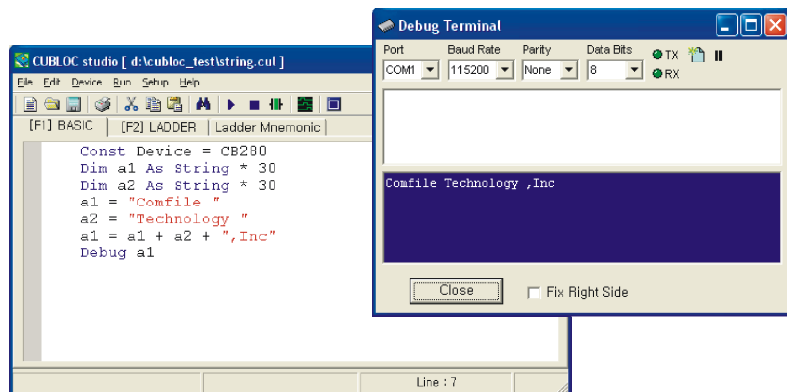 CUBLOC studio [ d:\cubloc_test\string.cul ]
File Edit Device Run Setup Help
[F1] BASIC [F2] LADDER Ladder Mnemonic
Const Device = CB280
Dim a1 As String * 30
Dim a2 As String * 30
a1 = "Comfile "
a2 = "Technology "
a1 = a1 + a2 + ",Inc"
Debug a1
Line : 7
Debug Terminal
Port Baud Rate Parity Data Bits
COM1 115200 None 8
TX
RX
Comfile Technology ,Inc
Close
Fix Right Side